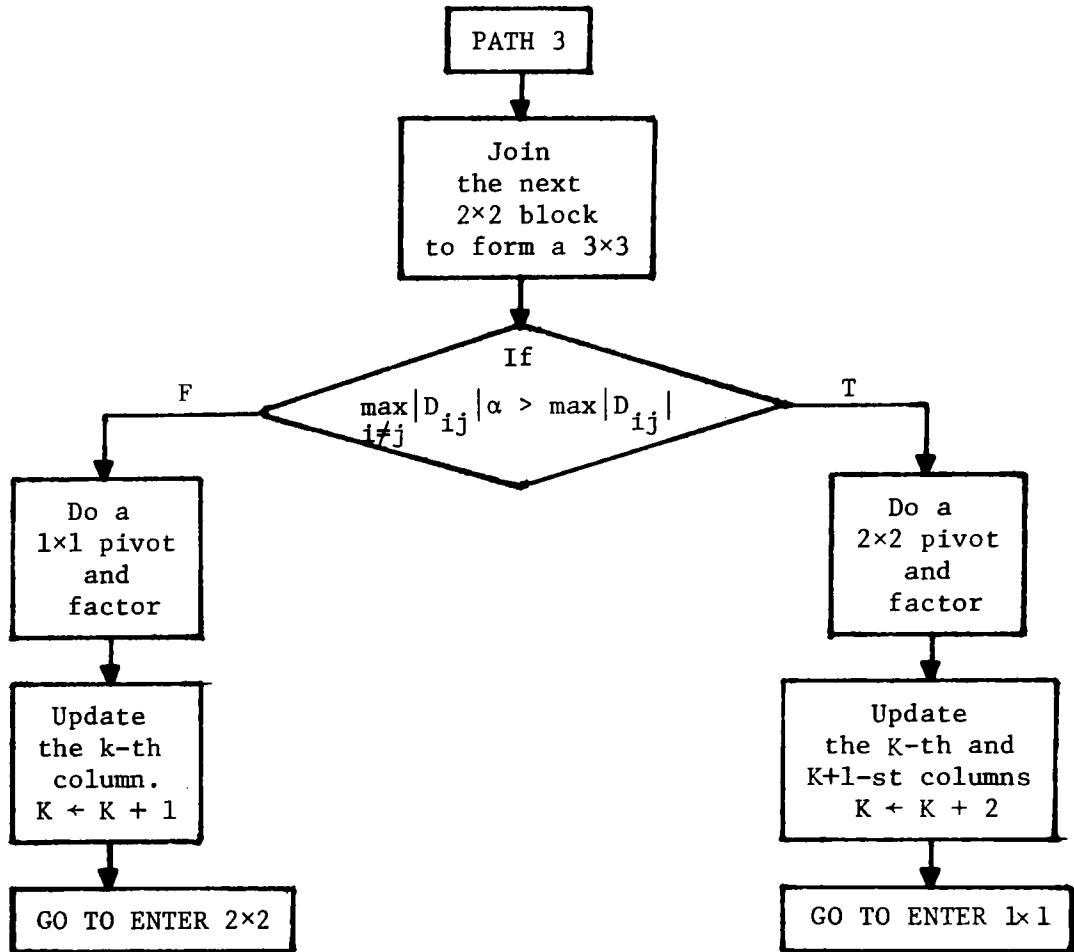 PATH 3
Join
the next
2×2 block
to form a 3×3
If
max|D_ij|α > max|D_ij|
i≠j
F
T
Do a
1×1 pivot
and
factor
Do a
2×2 pivot
and
factor
Update
the k-th
column.
K ← K + 1
Update
the K-th and
K+1-st columns
K ← K + 2
GO TO ENTER 2×2
GO TO ENTER 1×1